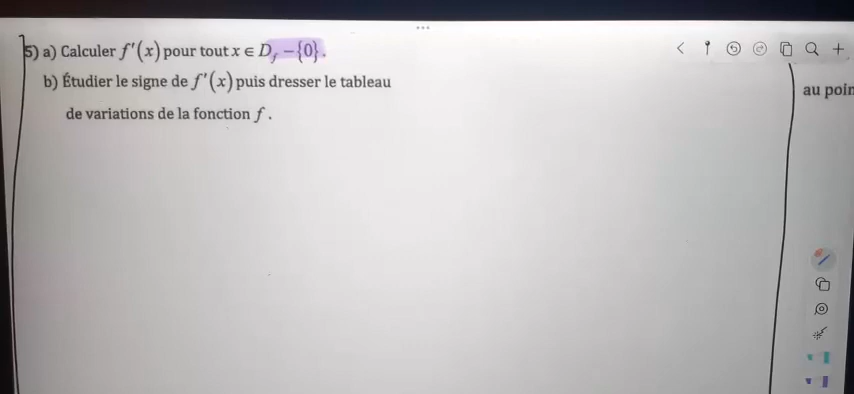 5) a) Calculer f'(x) pour tout x ∈ D_f − {0}.
b) Étudier le signe de f'(x) puis dresser le tableau
de variations de la fonction f.
au poin